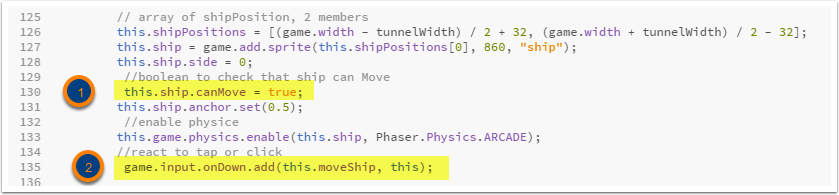 125 // array of shipPosition, 2 members
126 this.shipPositions = [(game.width - tunnelWidth) / 2 + 32, (game.width + tunnelWidth) / 2 - 32];
127 this.ship = game.add.sprite(this.shipPositions[0], 860, "ship");
128 this.ship.side = 0;
129 //boolean to check that ship can Move
1 130 this.ship.canMove = true;
131 this.ship.anchor.set(0.5);
132 //enable physice
133 this.game.physics.enable(this.ship, Phaser.Physics.ARCADE);
134 //react to tap or click
2 135 game.input.onDown.add(this.moveShip, this);
136